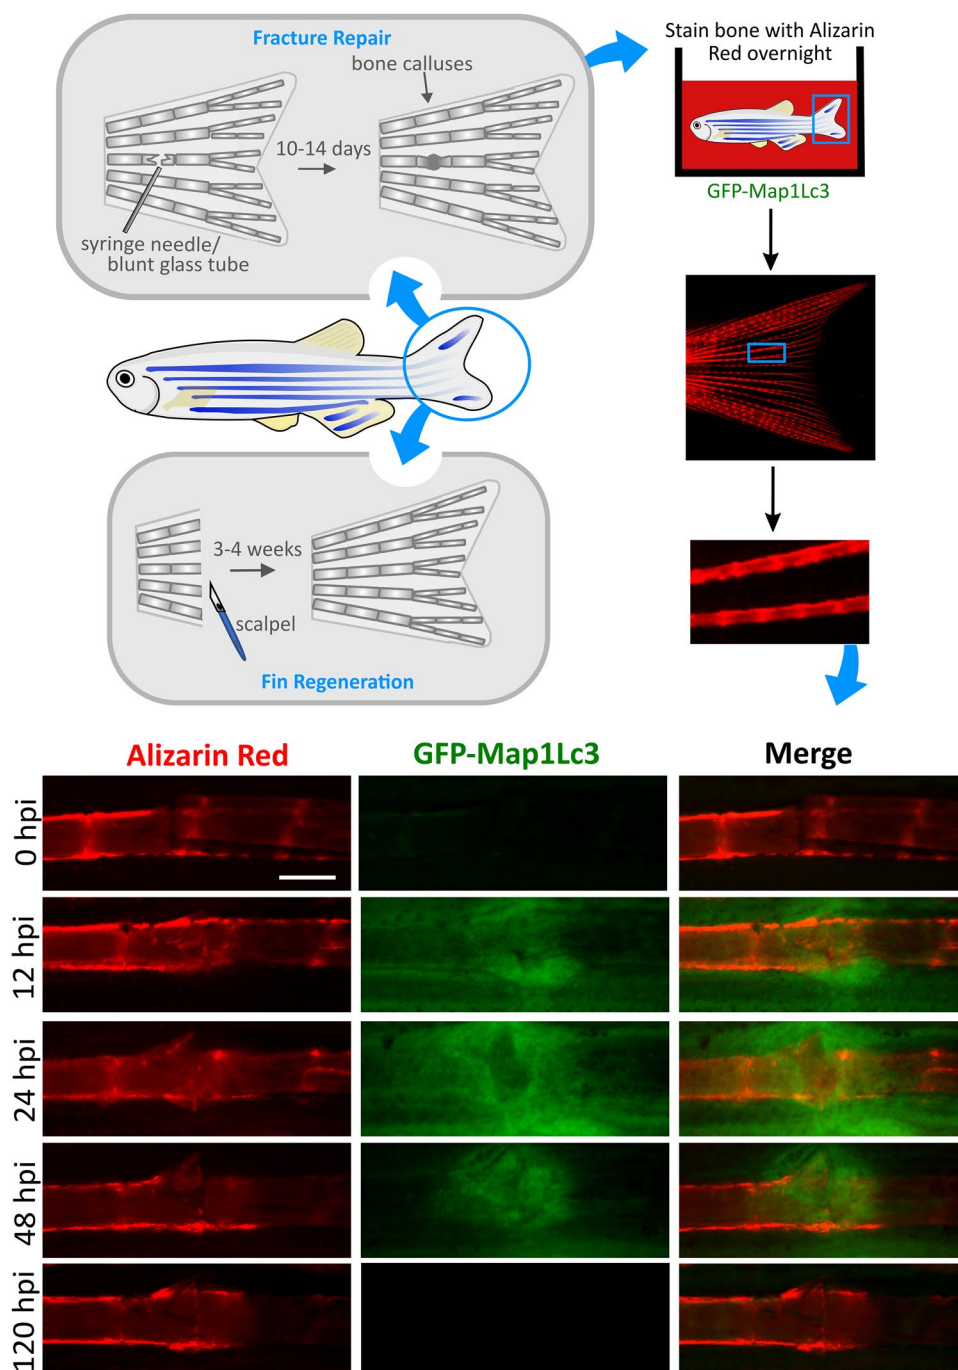 Fracture Repair
bone calluses
10-14 days
syringe needle/
blunt glass tube
Stain bone with Alizarin
Red overnight
GFP-Map1Lc3
3-4 weeks
scalpel
Fin Regeneration
Alizarin Red
GFP-Map1Lc3
Merge
0 hpi
12 hpi
24 hpi
48 hpi
120 hpi